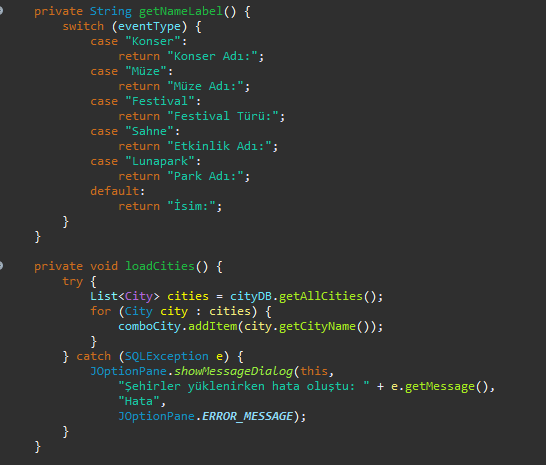 private String getNameLabel() {
switch (eventType) {
case "Konser":
return "Konser Adı:";
case "Müze":
return "Müze Adı:";
case "Festival":
return "Festival Türü:";
case "Sahne":
return "Etkinlik Adı:";
case "Lunapark":
return "Park Adı:";
default:
return "İsim:";
}
}
private void loadCities() {
try {
List<City> cities = cityDB.getAllCities();
for (City city : cities) {
comboCity.addItem(city.getCityName());
}
} catch (SQLException e) {
JOptionPane.showMessageDialog(this,
"Şehirler yüklenirken hata oluştu: " + e.getMessage(),
"Hata",
JOptionPane.ERROR_MESSAGE);
}
}